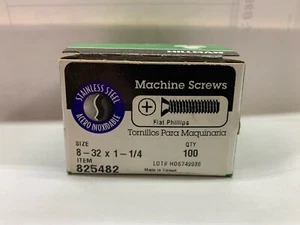 HILLMAN
STAINLESS STEEL
ACERO INOXIDABLE
Machine Screws
Flat Phillips
Tornillos Para Maquinaria
SIZE
8-32 x 1-1/4
QTY
100
ITEM
825482
Made in Taiwan